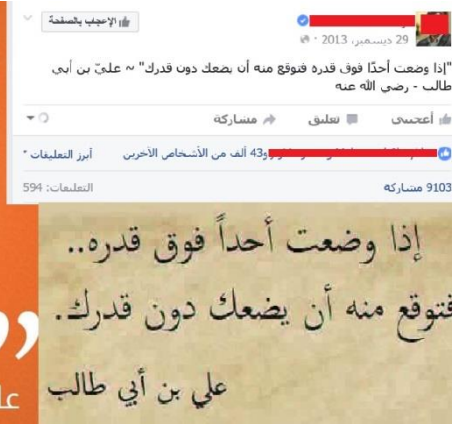 الإعجاب بالصفحة
29 ديسمبر، 2013
"إذا وضعت أحدًا فوق قدره فتوقع منه أن يضعك دون قدرك" ~ عليّ بن أبي
طالب - رضي الله عنه
أعجبني تعليق مشاركة
و43 ألف من الأشخاص الآخرين
أبرز التعليقات
9103 مشاركة
التعليقات: 594
إذا وضعت أحداً فوق قدره..
فتوقع منه أن يضعك دون قدرك.
علي بن أبي طالب